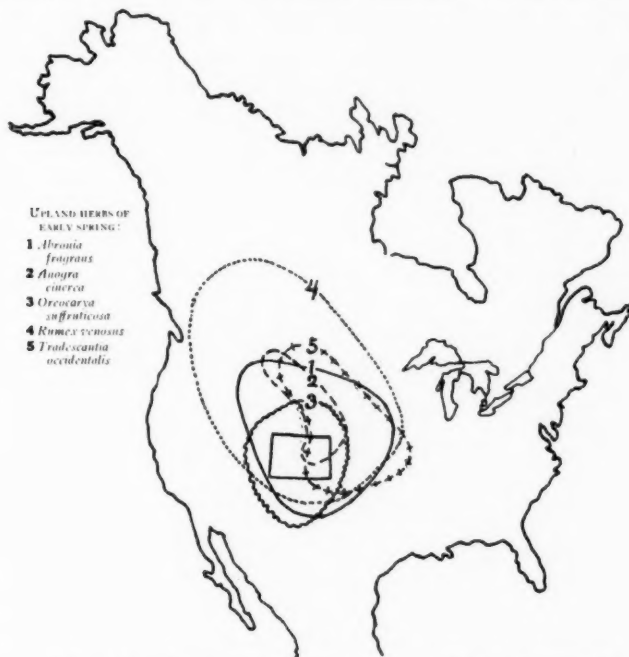 UPLAND HERBS OF
EARLY SPRING:
1 Abronia
fragrans
2 Anogra
cinerea
3 Oreocarya
suffruticosa
4 Rumex venosus
5 Tradescantia
occidentalis
4
5
1
2
3